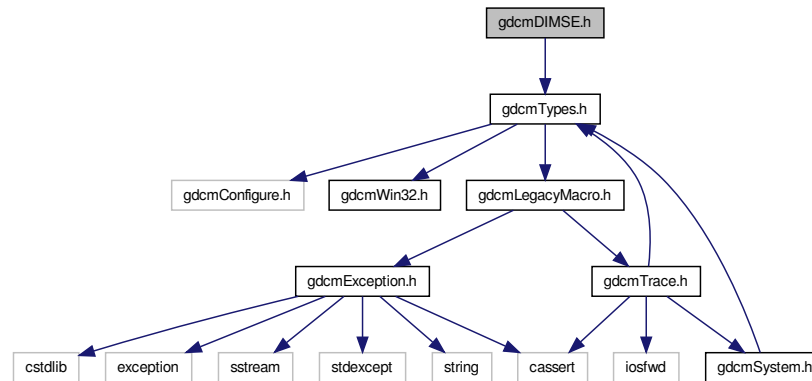 gdcmDIMSE.h
gdcmTypes.h
gdcmConfigure.h
gdcmWin32.h
gdcmLegacyMacro.h
gdcmException.h
gdcmTrace.h
cstdlib
exception
sstream
stdexcept
string
cassert
iosfwd
gdcmSystem.h